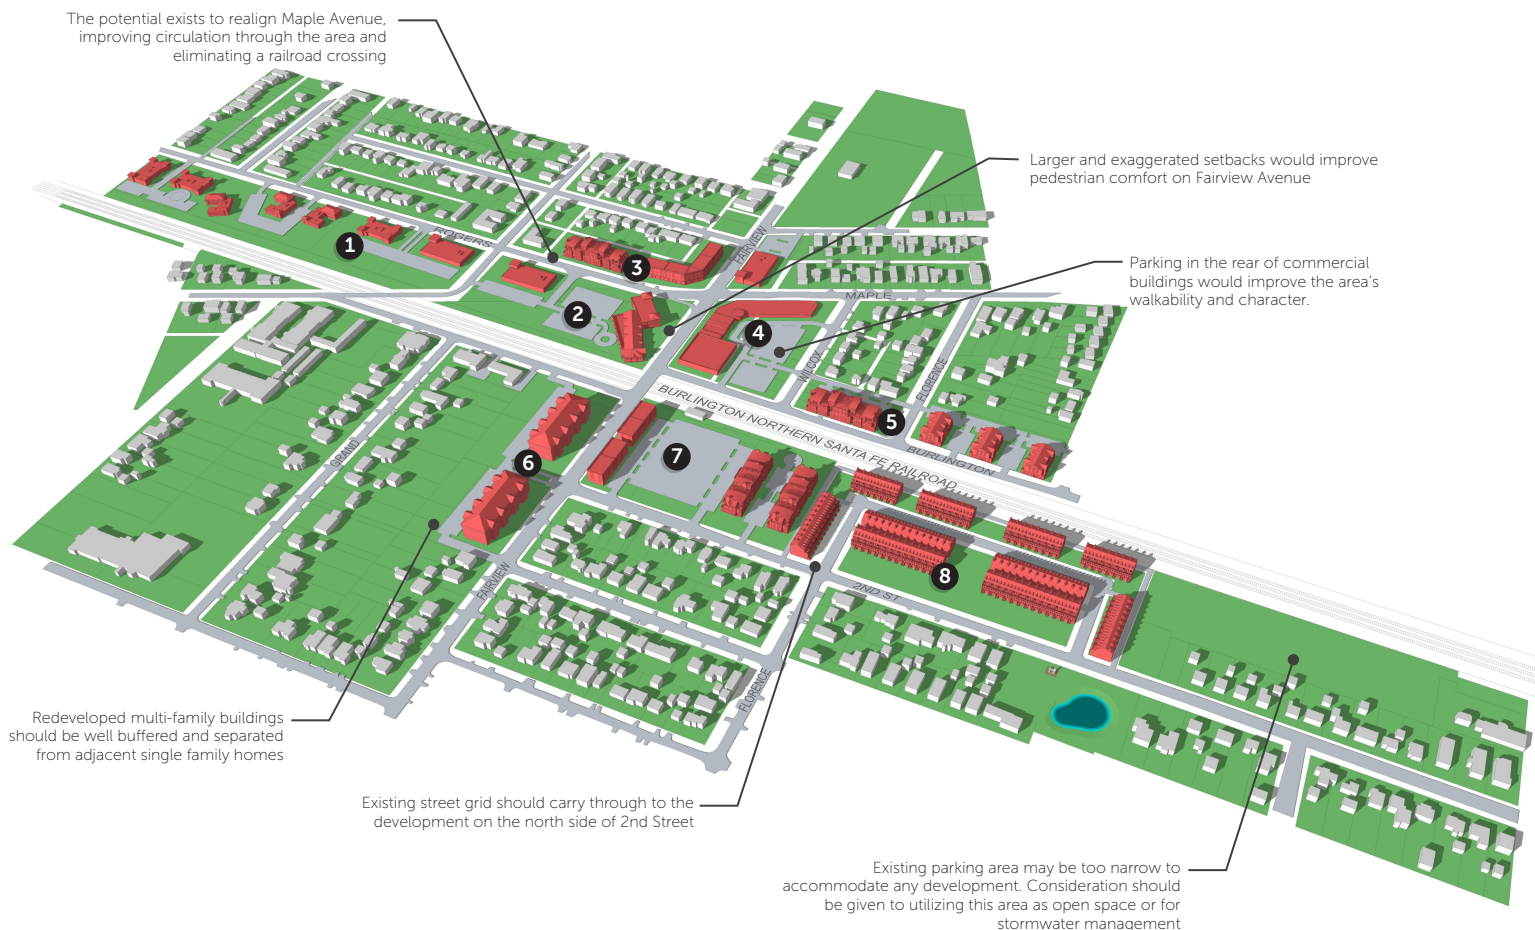 The potential exists to realign Maple Avenue,
improving circulation through the area and
eliminating a railroad crossing
Larger and exaggerated setbacks would improve
pedestrian comfort on Fairview Avenue
Parking in the rear of commercial
buildings would improve the area's
walkability and character.
ROGERS
FAIRVIEW
MAPLE
1
2
3
4
WILCOX
FLORENCE
5
BURLINGTON NORTHERN SANTA FE RAILROAD
BURLINGTON
GRAND
6
7
8
2ND ST
FAIRVIEW
FLORENCE
Redeveloped multi-family buildings
should be well buffered and separated
from adjacent single family homes
Existing street grid should carry through to the
development on the north side of 2nd Street
Existing parking area may be too narrow to
accommodate any development. Consideration should
be given to utilizing this area as open space or for
stormwater management